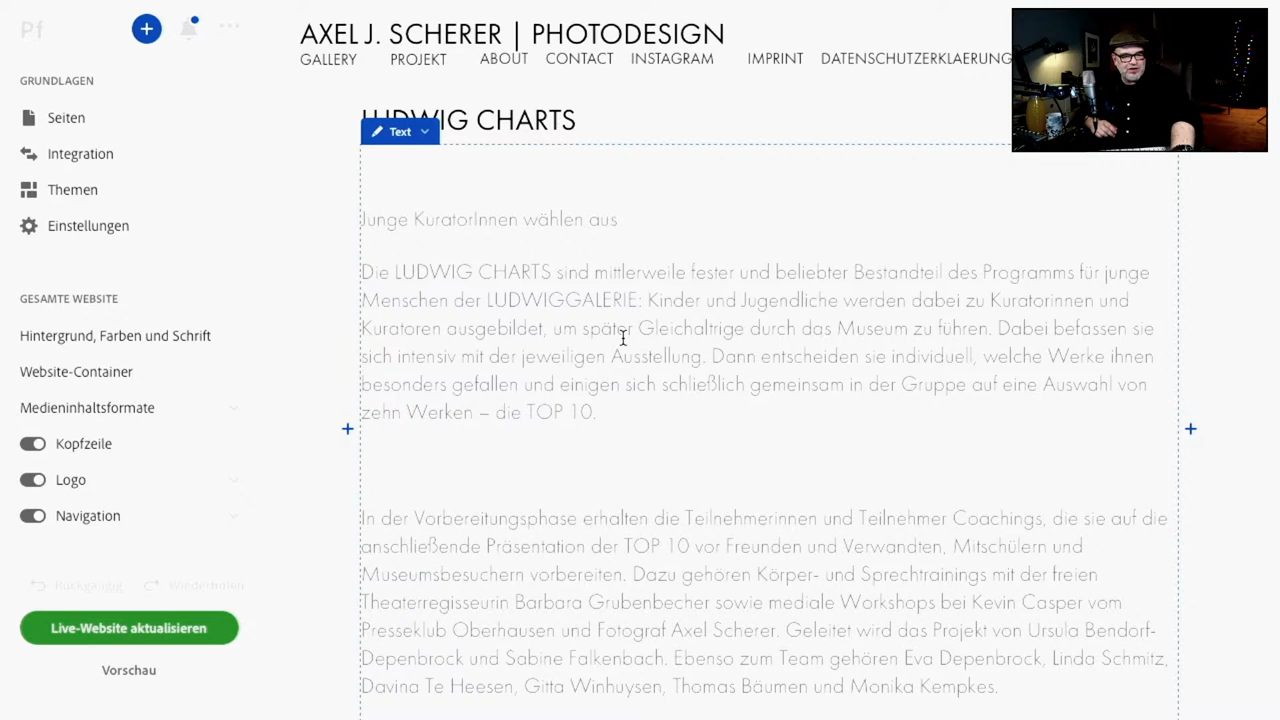 Pf
GRUNDLAGEN
Seiten
Integration
Themen
Einstellungen
GESAMTE WEBSITE
Hintergrund, Farben und Schrift
Website-Container
Medieninhaltsformate
Kopfzeile
Logo
Navigation
Rückgängig Wiederholen
Live-Website aktualisieren
Vorschau
AXEL J. SCHERER | PHOTODESIGN
GALLERY PROJEKT ABOUT CONTACT INSTAGRAM IMPRINT DATENSCHUTZERKLAERUNG
LUDWIG CHARTS
Text
Junge KuratorInnen wählen aus
Die LUDWIG CHARTS sind mittlerweile fester und beliebter Bestandteil des Programms für junge
Menschen der LUDWIGGALERIE: Kinder und Jugendliche werden dabei zu Kuratorinnen und
Kuratoren ausgebildet, um später Gleichaltrige durch das Museum zu führen. Dabei befassen sie
sich intensiv mit der jeweiligen Ausstellung. Dann entscheiden sie individuell, welche Werke ihnen
besonders gefallen und einigen sich schließlich gemeinsam in der Gruppe auf eine Auswahl von
zehn Werken – die TOP 10.
In der Vorbereitungsphase erhalten die Teilnehmerinnen und Teilnehmer Coachings, die sie auf die
anschließende Präsentation der TOP 10 vor Freunden und Verwandten, Mitschülern und
Museumsbesuchern vorbereiten. Dazu gehören Körper- und Sprechtrainings mit der freien
Theaterregisseurin Barbara Grubenbecher sowie mediale Workshops bei Kevin Casper vom
Presseklub Oberhausen und Fotograf Axel Scherer. Geleitet wird das Projekt von Ursula Bendorf-
Depenbrock und Sabine Falkenbach. Ebenso zum Team gehören Eva Depenbrock, Linda Schmitz,
Davina Te Heesen, Gitta Winhuysen, Thomas Bäumen und Monika Kempkes.